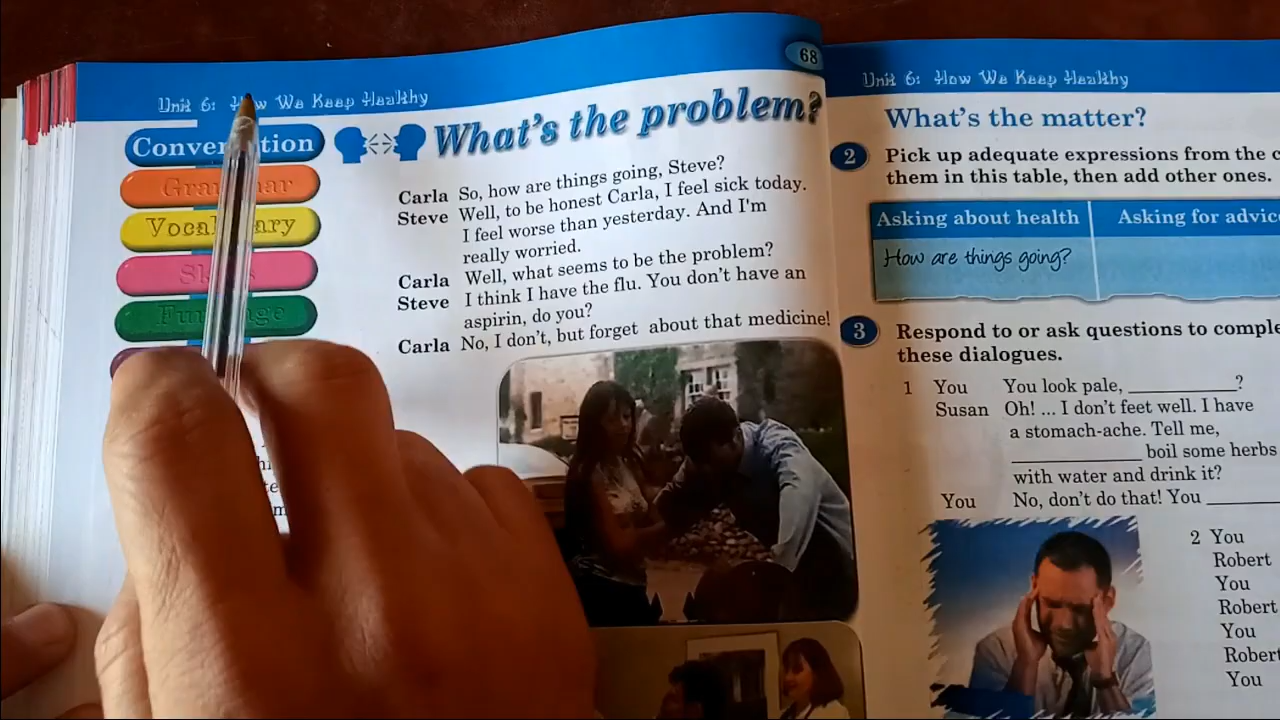 68
Unit 6: How We Keep Healthy
Conversation
Grammar
Vocabulary
What's the problem?
Carla So, how are things going, Steve?
Steve Well, to be honest Carla, I feel sick today.
I feel worse than yesterday. And I'm
really worried.
Carla Well, what seems to be the problem?
Steve I think I have the flu. You don't have an
aspirin, do you?
Carla No, I don't, but forget about that medicine!
Unit 6: How We Keep Healthy
What's the matter?
2 Pick up adequate expressions from the
them in this table, then add other ones.
Asking about health Asking for
How are things going?
3 Respond to or ask questions to
these dialogues.
1 You You look pale, ____________?
Susan Oh! ... I don't feet well. I have
a stomach-ache. Tell me,
______________ boil some herbs
with water and drink it?
You No, don't do that! You ________
2 You
Robert
You
Robert
You
Robert
You